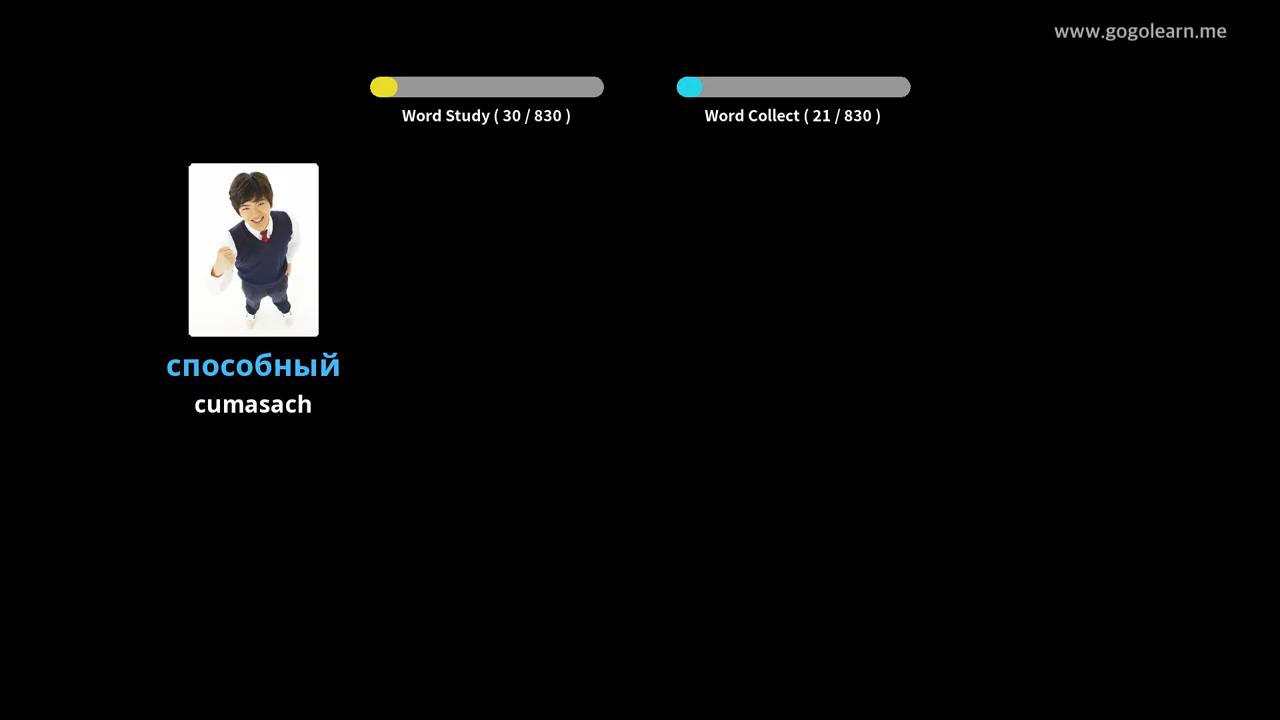 www.gogolearn.me
Word Study ( 30 / 830 )
Word Collect ( 21 / 830 )
способный
cumasach